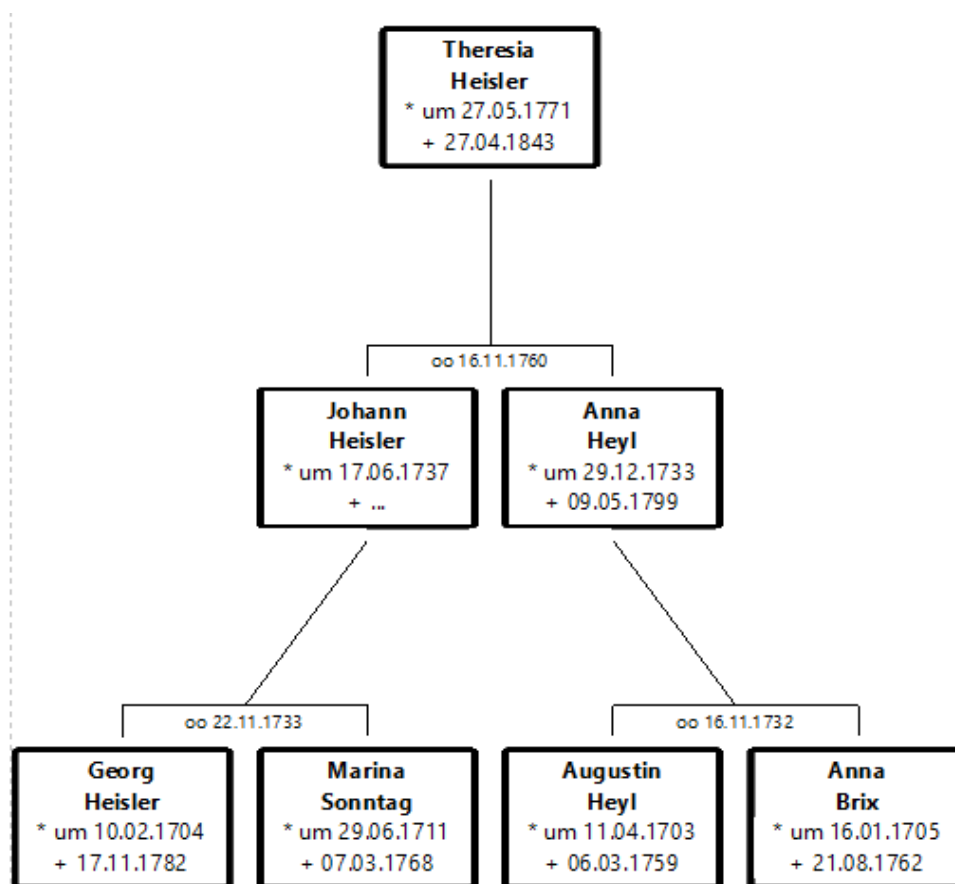 Theresia
Heisler
* um 27.05.1771
+ 27.04.1843
oo 16.11.1760
Johann
Heisler
* um 17.06.1737
+ ...
Anna
Heyl
* um 29.12.1733
+ 09.05.1799
oo 22.11.1733
oo 16.11.1732
Georg
Heisler
* um 10.02.1704
+ 17.11.1782
Marina
Sonntag
* um 29.06.1711
+ 07.03.1768
Augustin
Heyl
* um 11.04.1703
+ 06.03.1759
Anna
Brix
* um 16.01.1705
+ 21.08.1762